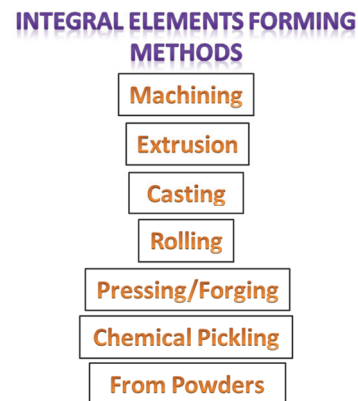 INTEGRAL ELEMENTS FORMING
METHODS
Machining
Extrusion
Casting
Rolling
Pressing/Forging
Chemical Pickling
From Powders